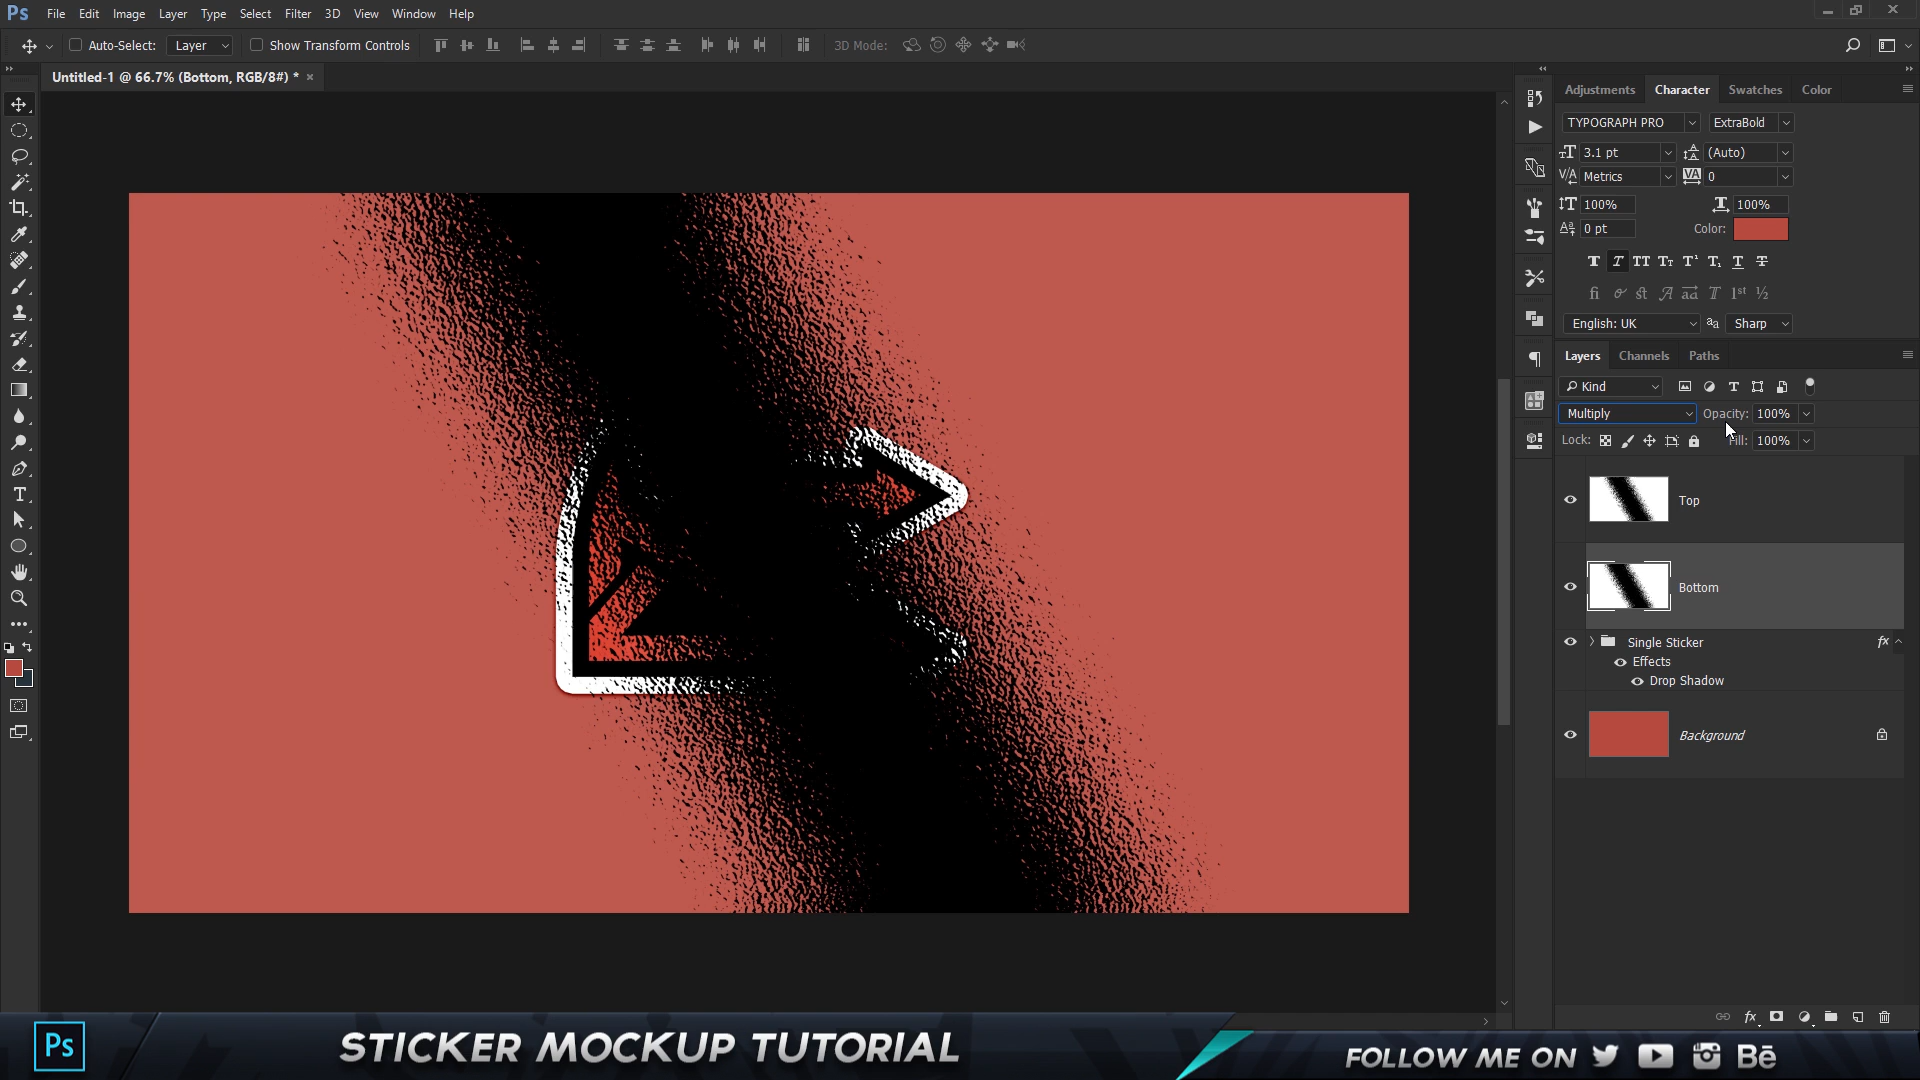 Ps File Edit Image Layer Type Select Filter 3D View Window Help
Auto-Select: Layer Show Transform Controls 3D Mode:
Untitled-1 @ 66.7% (Bottom, RGB/8#) * ×
Adjustments Character Swatches Color
TYPOGRAPH PRO ExtraBold
3.1 pt (Auto)
Metrics 0
100% 100%
0 pt Color:
English: UK Sharp
Layers Channels Paths
Kind
Multiply Opacity: 100%
Lock: Fill: 100%
Top
Bottom
Single Sticker fx
Effects
Drop Shadow
Background
fx
Ps STICKER MOCKUP TUTORIAL FOLLOW ME ON Bē